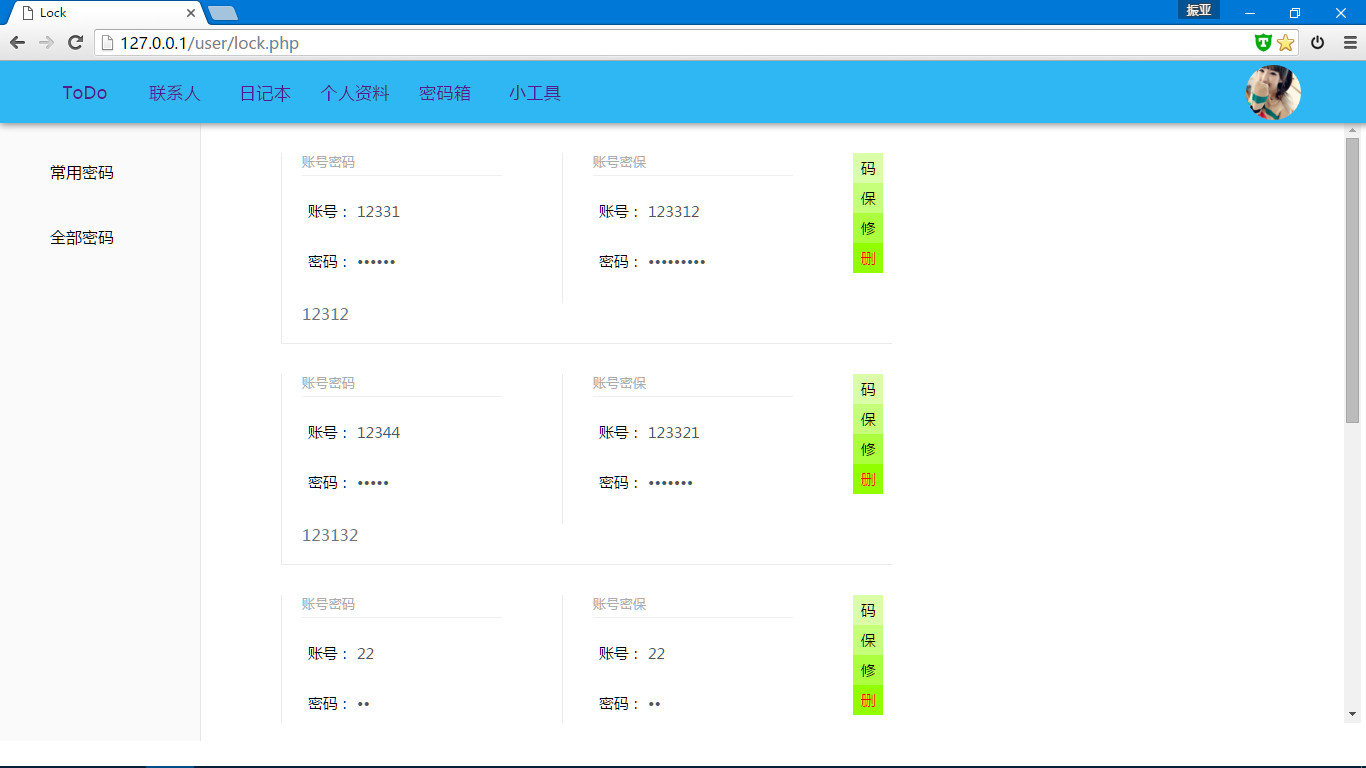 Lock
振亚
127.0.0.1/user/lock.php
ToDo 联系人 日记本 个人资料 密码箱 小工具
常用密码
全部密码
账号密码 账号密保 码
账号： 12331 账号： 123312 保
修
密码： •••••• 密码： ••••••••• 删
12312
账号密码 账号密保 码
账号： 12344 账号： 123321 保
修
密码： ••••• 密码： ••••••• 删
123132
账号密码 账号密保 码
账号： 22 账号： 22 保
修
密码： •• 密码： •• 删